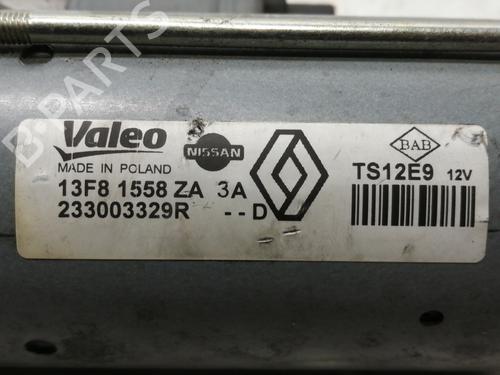 Valeo
NISSAN
MADE IN POLAND
13F8 1558 ZA 3A
233003329R --D
BAB
TS12E9 12V
B-Parts